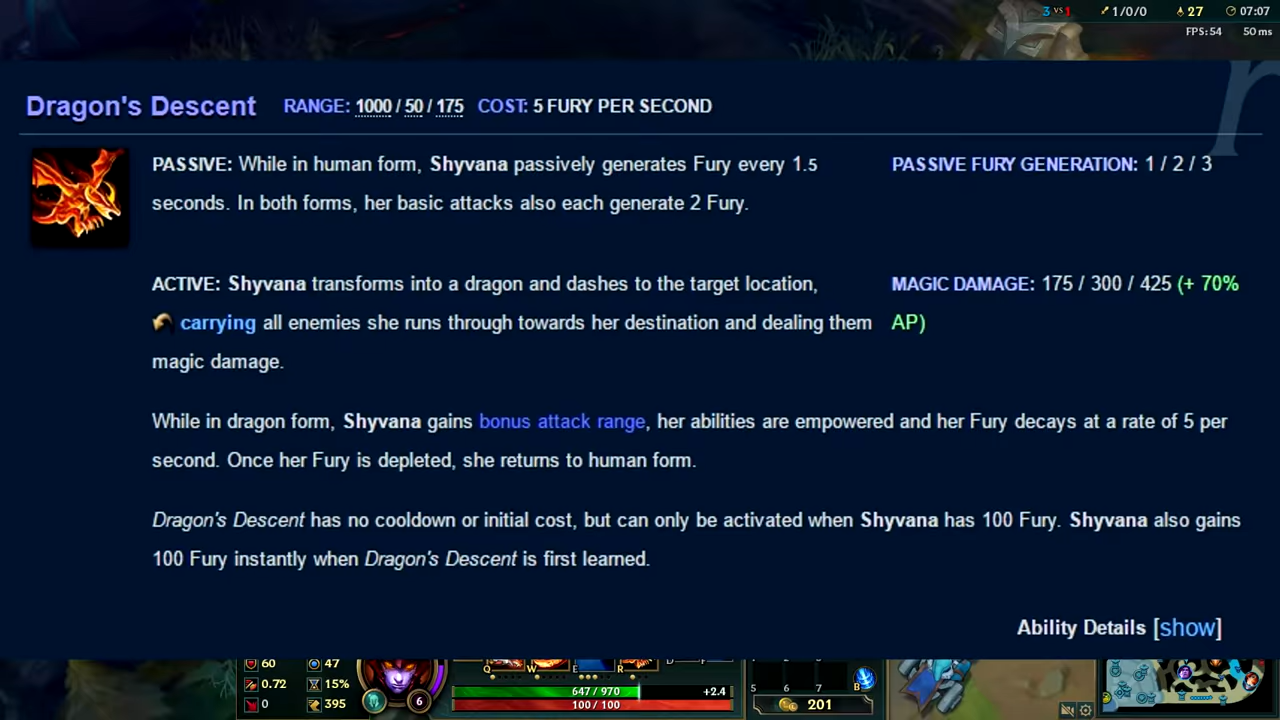 3 vs 1 1/0/0 27 07:07
FPS:54 50 ms
Dragon's Descent RANGE: 1000 / 50 / 175 COST: 5 FURY PER SECOND
PASSIVE: While in human form, Shyvana passively generates Fury every 1.5
seconds. In both forms, her basic attacks also each generate 2 Fury.
PASSIVE FURY GENERATION: 1 / 2 / 3
ACTIVE: Shyvana transforms into a dragon and dashes to the target location,
carrying all enemies she runs through towards her destination and dealing them
magic damage.
MAGIC DAMAGE: 175 / 300 / 425 (+ 70%
AP)
While in dragon form, Shyvana gains bonus attack range, her abilities are empowered and her Fury decays at a rate of 5 per
second. Once her Fury is depleted, she returns to human form.
Dragon's Descent has no cooldown or initial cost, but can only be activated when Shyvana has 100 Fury. Shyvana also gains
100 Fury instantly when Dragon's Descent is first learned.
Ability Details [show]
60 47
0.72 15%
0 395
6
Q W E R
647 / 970 +2.4
100 / 100
5 6 7 B
201